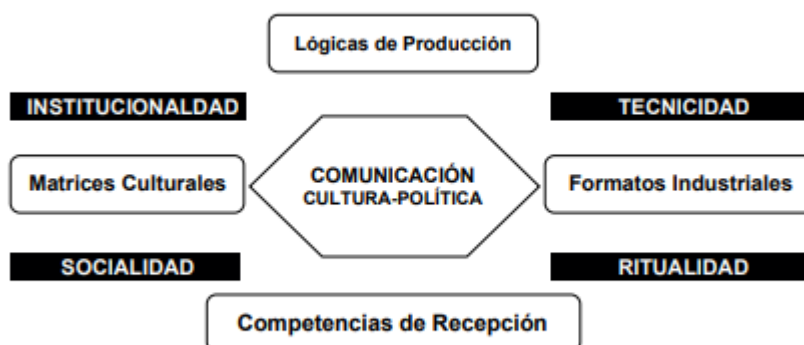 Lógicas de Producción
INSTITUCIONALDAD
TECNICIDAD
Matrices Culturales
COMUNICACIÓN
CULTURA-POLÍTICA
Formatos Industriales
SOCIALIDAD
RITUALIDAD
Competencias de Recepción